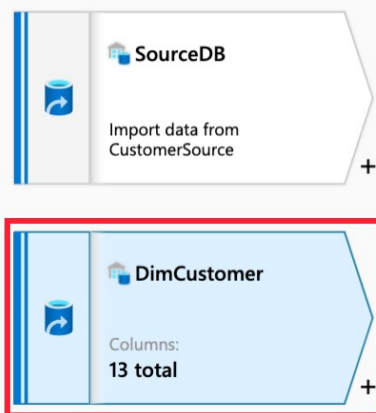 SourceDB
Import data from
CustomerSource
+
DimCustomer
Columns:
13 total
+